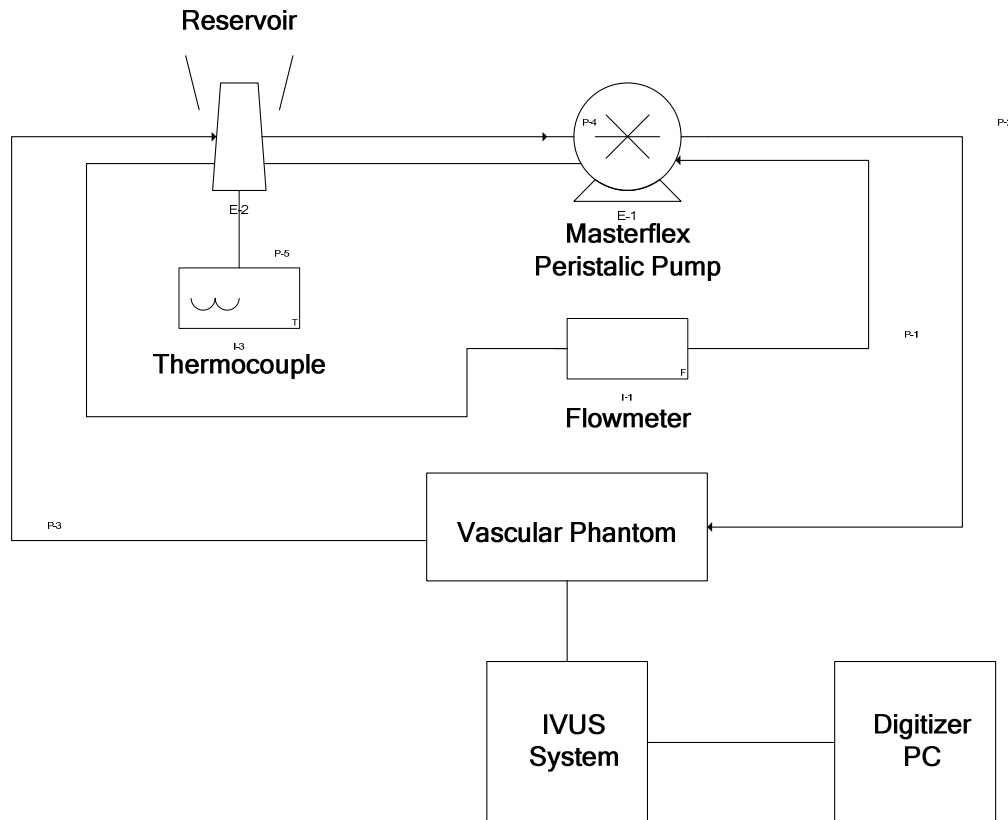 Reservoir
P-4
P-2
E-2
E-1
Masterflex
Peristalic Pump
P-5
T
I-3
Thermocouple
P-1
F
I-1
Flowmeter
P-3
Vascular Phantom
IVUS
System
Digitizer
PC